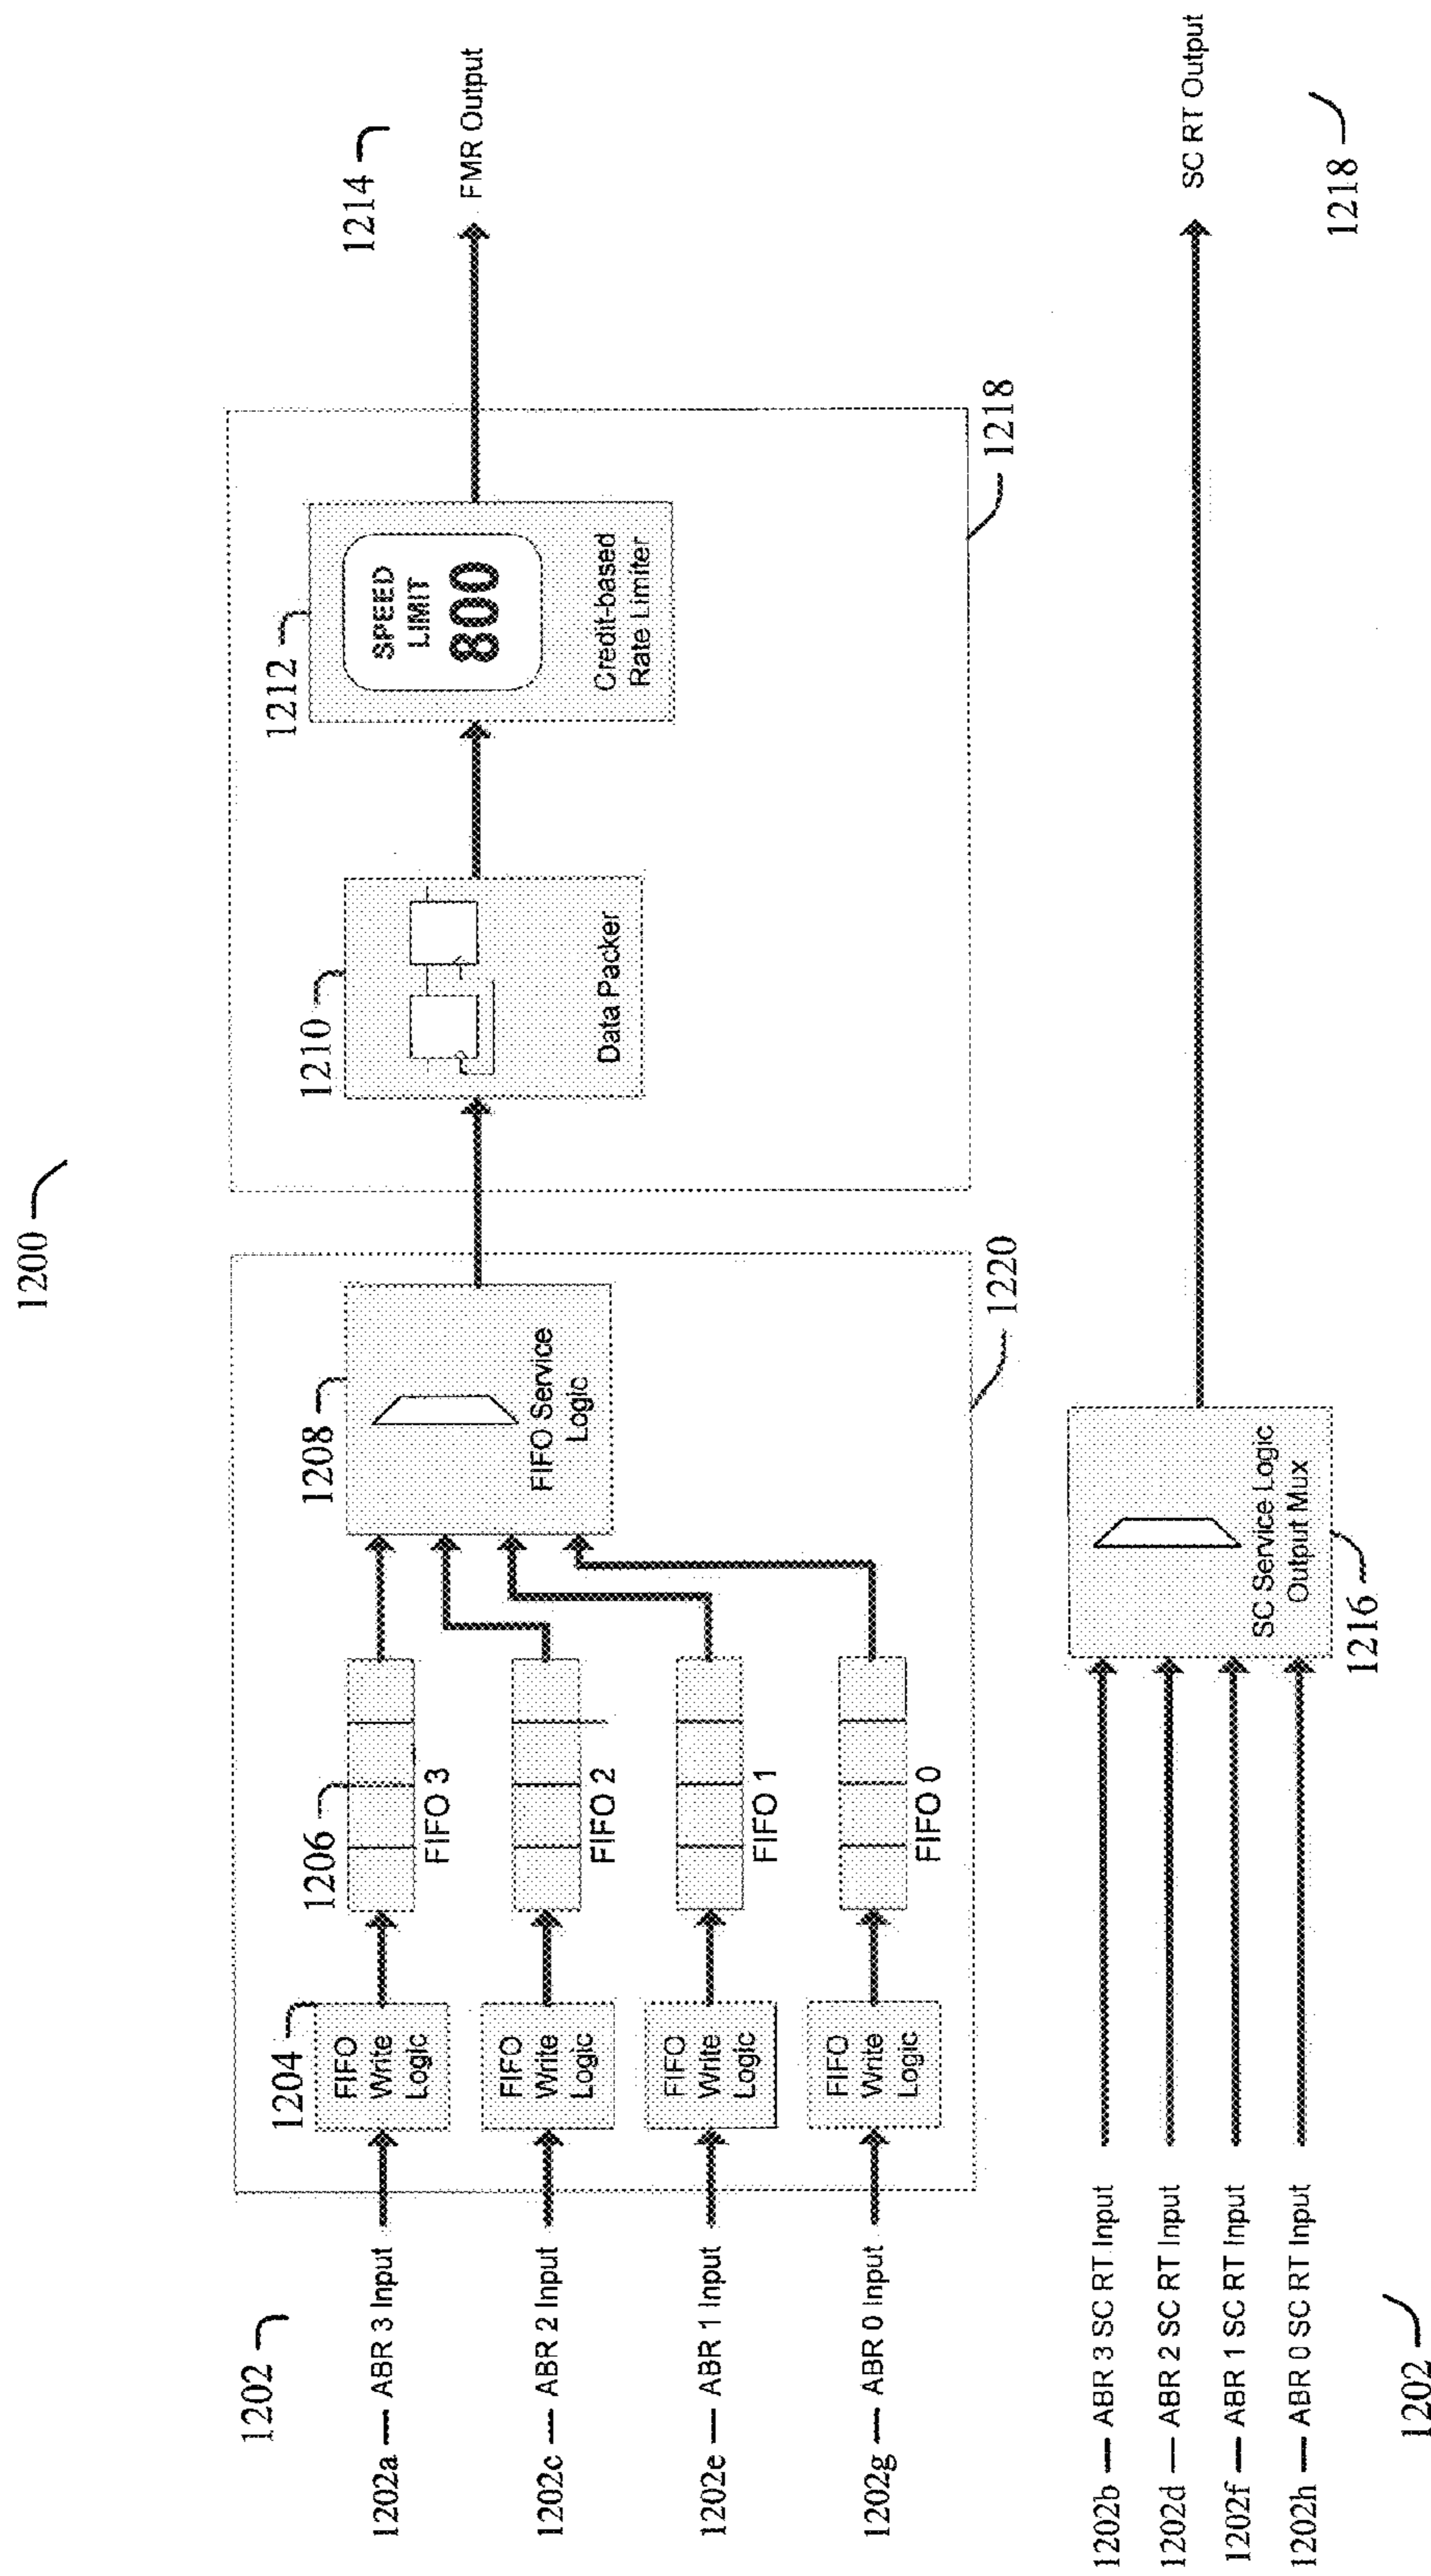 1200
1202
1202a
ABR 3 Input
1202c
ABR 2 Input
1202e
ABR 1 Input
1202g
ABR 0 Input
1204
FIFO
Write
Logic
FIFO
Write
Logic
FIFO
Write
Logic
FIFO
Write
Logic
1206
FIFO 3
FIFO 2
FIFO 1
FIFO 0
1208
FIFO Service
Logic
1220
1210
Data Packer
1212
SPEED
LIMIT
800
Credit-based
Rate Limiter
1218
1214
FMR Output
1202b
ABR 3 SC RT Input
1202d
ABR 2 SC RT Input
1202f
ABR 1 SC RT Input
1202h
ABR 0 SC RT Input
1202
SC Service Logic
Output Mux
1216
SC RT Output
1218